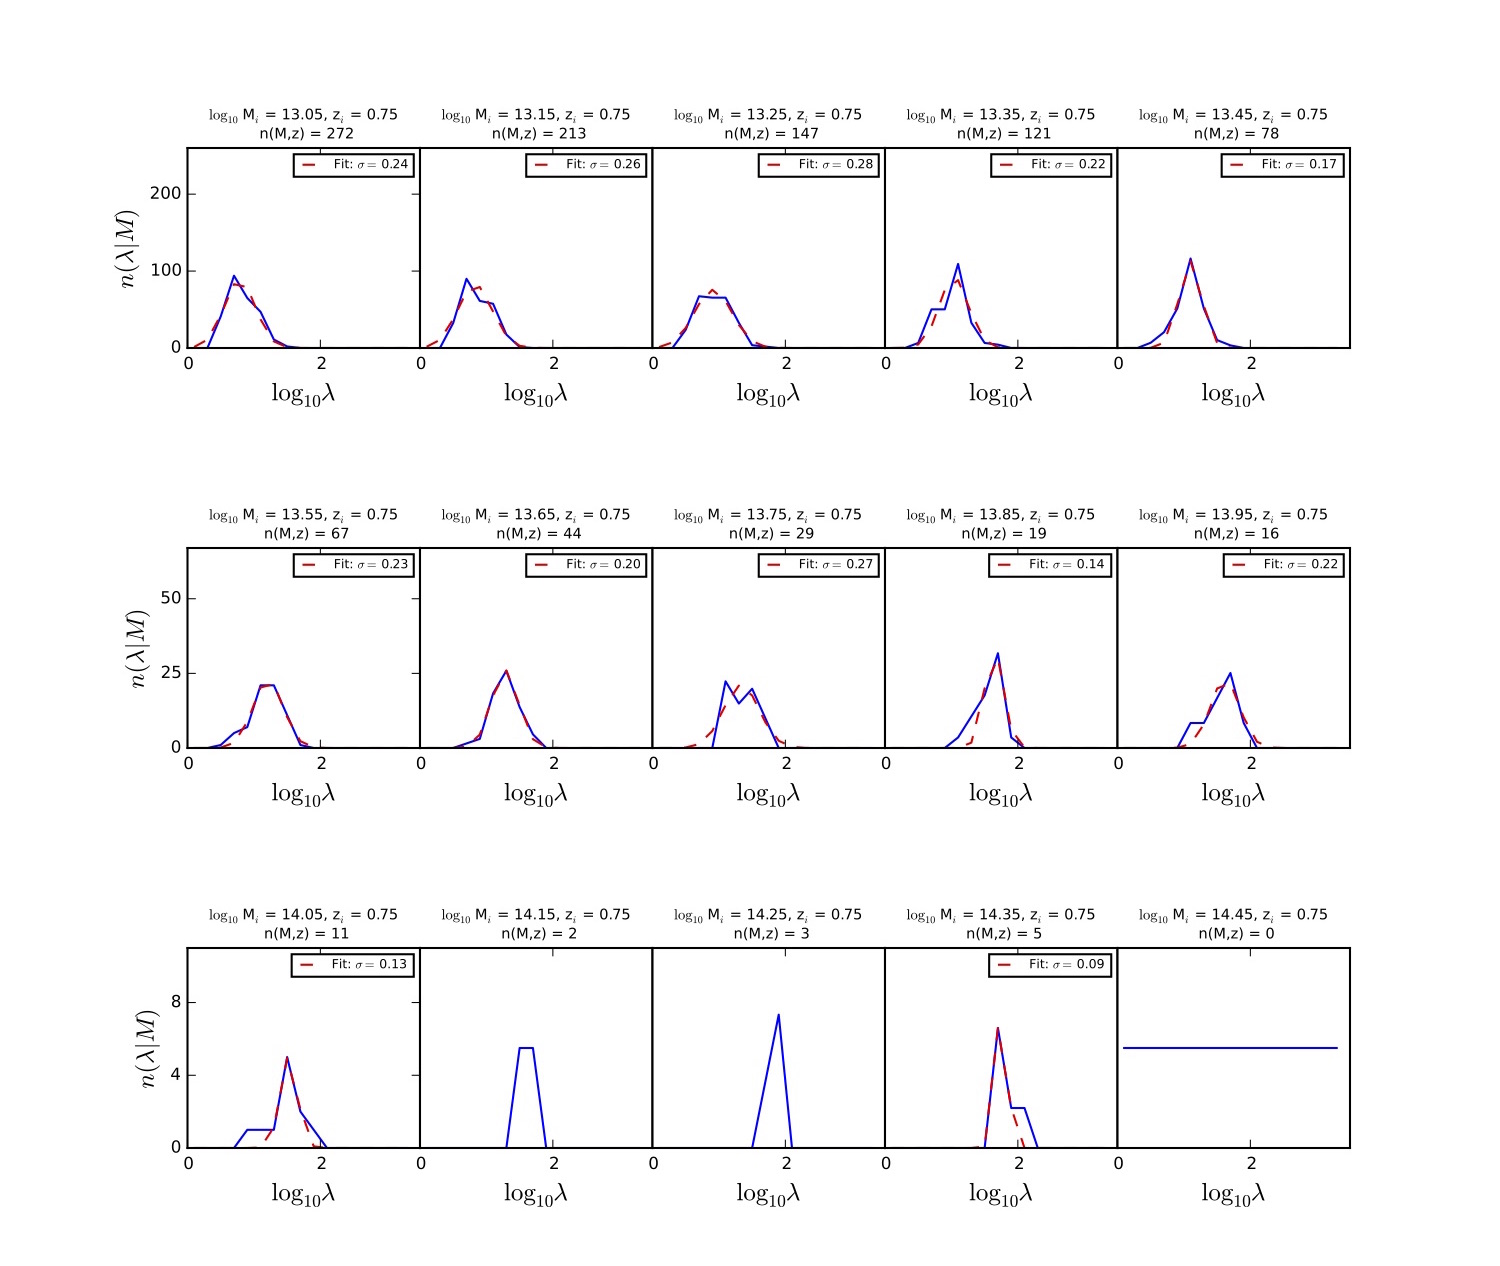 log₁₀ Mᵢ = 13.05, zᵢ = 0.75
n(M,z) = 272
log₁₀ Mᵢ = 13.15, zᵢ = 0.75
n(M,z) = 213
log₁₀ Mᵢ = 13.25, zᵢ = 0.75
n(M,z) = 147
log₁₀ Mᵢ = 13.35, zᵢ = 0.75
n(M,z) = 121
log₁₀ Mᵢ = 13.45, zᵢ = 0.75
n(M,z) = 78
Fit: σ = 0.24
Fit: σ = 0.26
Fit: σ = 0.28
Fit: σ = 0.22
Fit: σ = 0.17
n(λ|M)
200
100
0
0 2
0 2
0 2
0 2
0 2
log₁₀λ
log₁₀λ
log₁₀λ
log₁₀λ
log₁₀λ
log₁₀ Mᵢ = 13.55, zᵢ = 0.75
n(M,z) = 67
log₁₀ Mᵢ = 13.65, zᵢ = 0.75
n(M,z) = 44
log₁₀ Mᵢ = 13.75, zᵢ = 0.75
n(M,z) = 29
log₁₀ Mᵢ = 13.85, zᵢ = 0.75
n(M,z) = 19
log₁₀ Mᵢ = 13.95, zᵢ = 0.75
n(M,z) = 16
Fit: σ = 0.23
Fit: σ = 0.20
Fit: σ = 0.27
Fit: σ = 0.14
Fit: σ = 0.22
n(λ|M)
50
25
0
0 2
0 2
0 2
0 2
0 2
log₁₀λ
log₁₀λ
log₁₀λ
log₁₀λ
log₁₀λ
log₁₀ Mᵢ = 14.05, zᵢ = 0.75
n(M,z) = 11
log₁₀ Mᵢ = 14.15, zᵢ = 0.75
n(M,z) = 2
log₁₀ Mᵢ = 14.25, zᵢ = 0.75
n(M,z) = 3
log₁₀ Mᵢ = 14.35, zᵢ = 0.75
n(M,z) = 5
log₁₀ Mᵢ = 14.45, zᵢ = 0.75
n(M,z) = 0
Fit: σ = 0.13
Fit: σ = 0.09
n(λ|M)
8
4
0
0 2
0 2
0 2
0 2
0 2
log₁₀λ
log₁₀λ
log₁₀λ
log₁₀λ
log₁₀λ